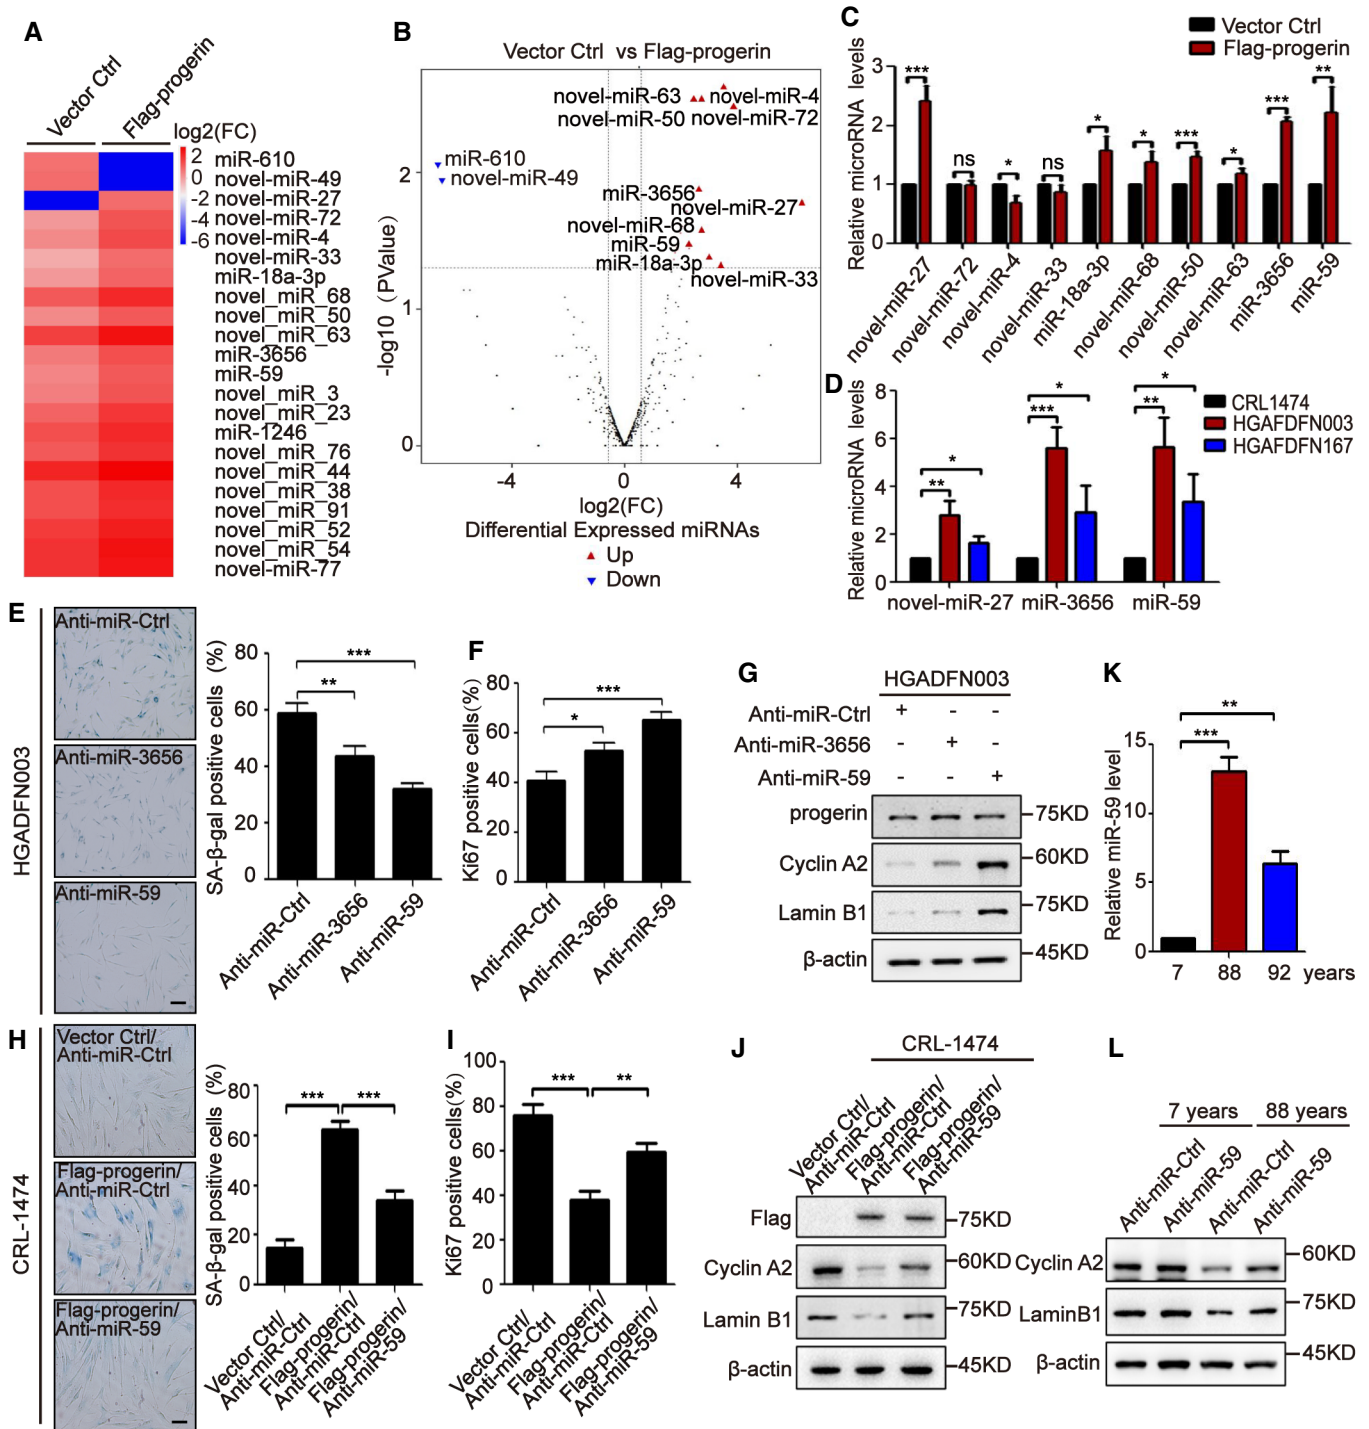 A
Vector Ctrl
Flag-progerin
log2(FC)
2
0
-2
-4
-6
miR-610
novel-miR-49
novel-miR-27
novel-miR-72
novel-miR-4
novel-miR-33
miR-18a-3p
novel_miR_68
novel_miR_50
novel_miR_63
miR-3656
miR-59
novel_miR_3
novel_miR_23
miR-1246
novel_miR_76
novel_miR_44
novel_miR_38
novel_miR_91
novel_miR_52
novel_miR_54
novel-miR-77
B
Vector Ctrl vs Flag-progerin
novel-miR-63
novel-miR-4
novel-miR-50
novel-miR-72
miR-610
novel-miR-49
miR-3656
novel-miR-27
novel-miR-68
miR-59
miR-18a-3p
novel-miR-33
-log10 (PValue)
2
1
0
-4
0
4
log2(FC)
Differential Expressed miRNAs
Up
Down
C
Vector Ctrl
Flag-progerin
Relative microRNA levels
3
2
1
0
***
ns
*
ns
*
*
***
*
***
**
novel-miR-27
novel-miR-72
novel-miR-4
novel-miR-33
miR-18a-3p
novel-miR-68
novel-miR-50
novel-miR-63
miR-3656
miR-59
D
CRL1474
HGAFDFN003
HGAFDFN167
Relative microRNA levels
8
6
4
2
0
*
**
*
***
*
**
novel-miR-27
miR-3656
miR-59
E
HGADFN003
Anti-miR-Ctrl
Anti-miR-3656
Anti-miR-59
SA-β-gal positive cells (%)
80
60
40
20
0
***
**
Anti-miR-Ctrl
Anti-miR-3656
Anti-miR-59
F
Ki67 positive cells(%)
80
60
40
20
0
***
*
Anti-miR-Ctrl
Anti-miR-3656
Anti-miR-59
G
HGADFN003
Anti-miR-Ctrl + - -
Anti-miR-3656 - + -
Anti-miR-59 - - +
progerin
75KD
Cyclin A2
60KD
Lamin B1
75KD
β-actin
45KD
K
Relative miR-59 level
15
10
5
0
**
***
7 88 92 years
H
CRL-1474
Vector Ctrl/
Anti-miR-Ctrl
Flag-progerin/
Anti-miR-Ctrl
Flag-progerin/
Anti-miR-59
SA-β-gal positive cells (%)
80
60
40
20
0
***
***
Vector Ctrl/
Anti-miR-Ctrl
Flag-progerin/
Anti-miR-Ctrl
Flag-progerin/
Anti-miR-59
I
Ki67 positive cells(%)
100
80
60
40
20
0
***
**
Vector Ctrl/
Anti-miR-Ctrl
Flag-progerin/
Anti-miR-Ctrl
Flag-progerin/
Anti-miR-59
J
CRL-1474
Vector Ctrl/
Anti-miR-Ctrl
Flag-progerin/
Anti-miR-Ctrl
Flag-progerin/
Anti-miR-59
Flag
75KD
Cyclin A2
60KD
Lamin B1
75KD
β-actin
45KD
L
7 years
88 years
Anti-miR-Ctrl
Anti-miR-59
Anti-miR-Ctrl
Anti-miR-59
Cyclin A2
60KD
LaminB1
75KD
β-actin
45KD